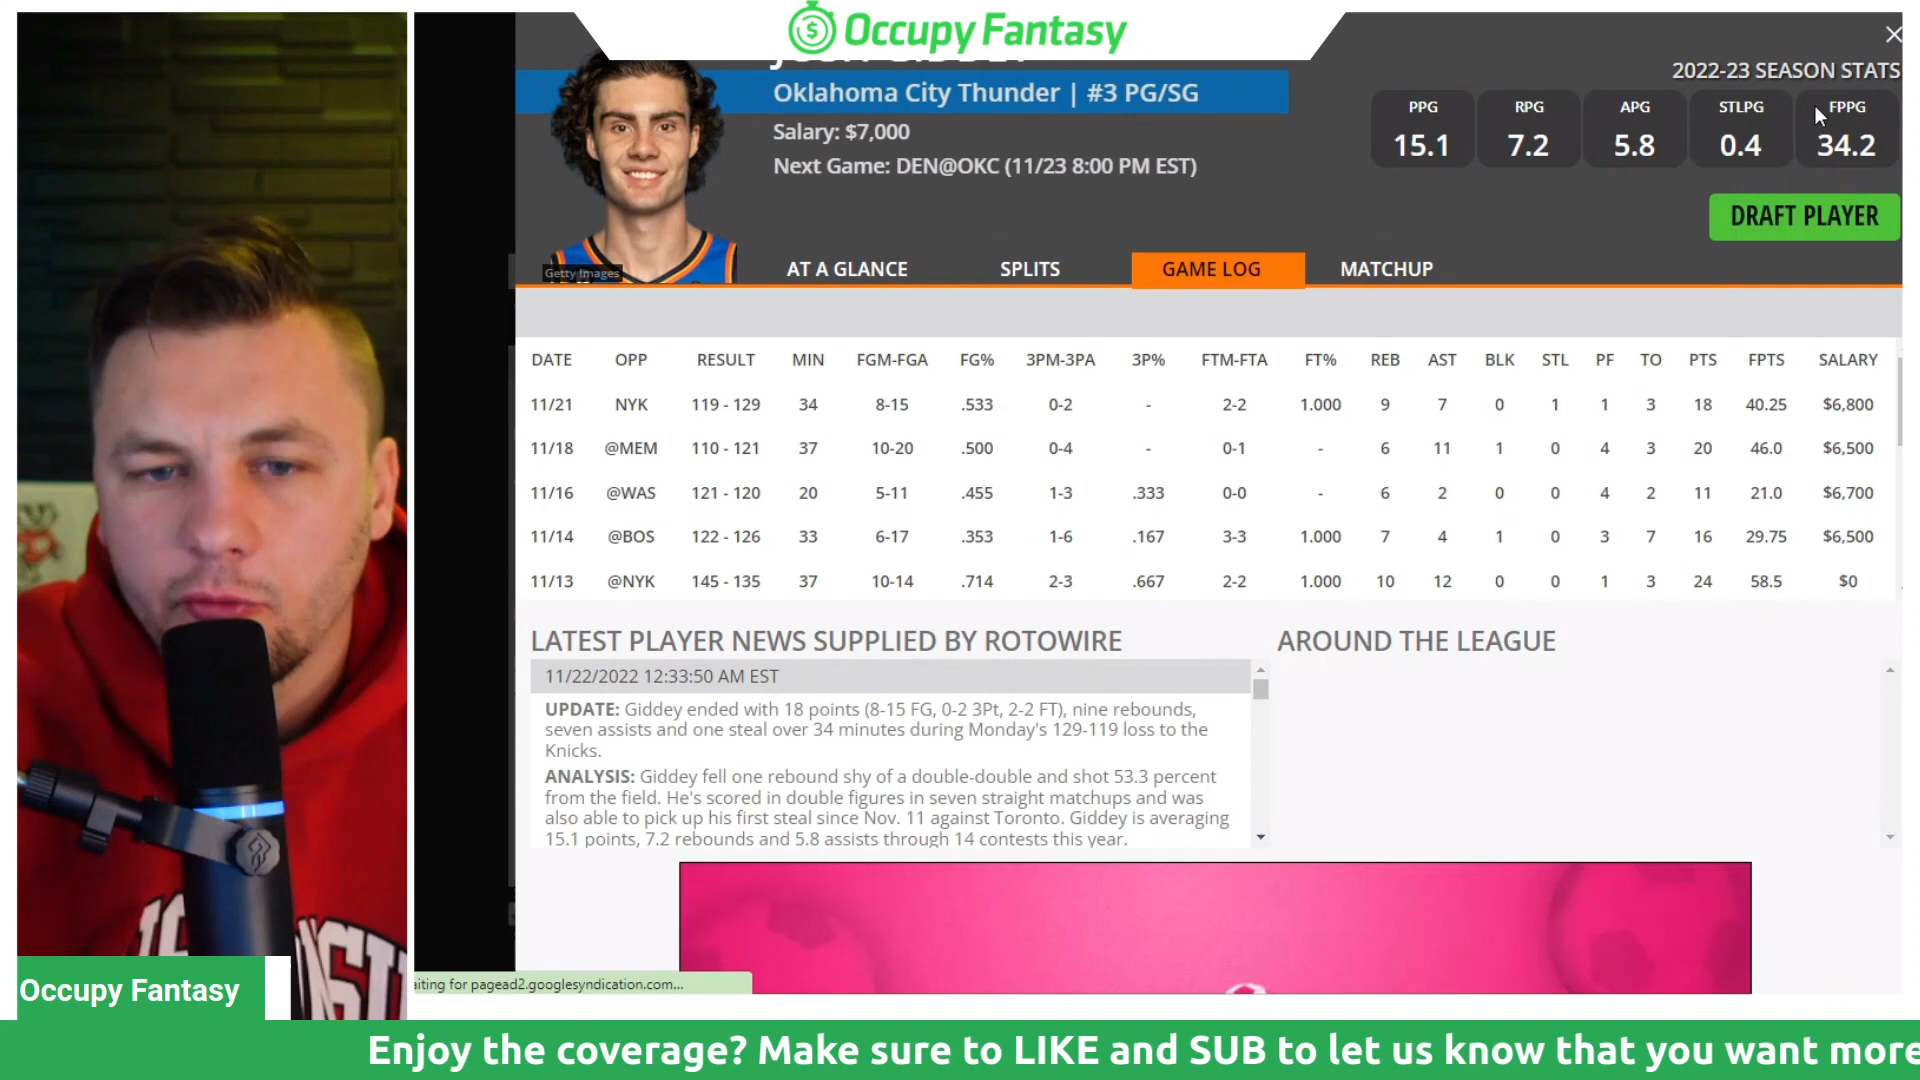 Occupy Fantasy
Oklahoma City Thunder | #3 PG/SG
Salary: $7,000
Next Game: DEN@OKC (11/23 8:00 PM EST)
2022-23 SEASON STATS
PPG RPG APG STLPG FPPG
15.1 7.2 5.8 0.4 34.2
DRAFT PLAYER
Getty Images
AT A GLANCE SPLITS GAME LOG MATCHUP
DATE OPP RESULT MIN FGM-FGA FG% 3PM-3PA 3P% FTM-FTA FT% REB AST BLK STL PF TO PTS FPTS SALARY
11/21 NYK 119 - 129 34 8-15 .533 0-2 - 2-2 1.000 9 7 0 1 1 3 18 40.25 $6,800
11/18 @MEM 110 - 121 37 10-20 .500 0-4 - 0-1 - 6 11 1 0 4 3 20 46.0 $6,500
11/16 @WAS 121 - 120 20 5-11 .455 1-3 .333 0-0 - 6 2 0 0 4 2 11 21.0 $6,700
11/14 @BOS 122 - 126 33 6-17 .353 1-6 .167 3-3 1.000 7 4 1 0 3 7 16 29.75 $6,500
11/13 @NYK 145 - 135 37 10-14 .714 2-3 .667 2-2 1.000 10 12 0 0 1 3 24 58.5 $0
LATEST PLAYER NEWS SUPPLIED BY ROTOWIRE
AROUND THE LEAGUE
11/22/2022 12:33:50 AM EST
UPDATE: Giddey ended with 18 points (8-15 FG, 0-2 3Pt, 2-2 FT), nine rebounds,
seven assists and one steal over 34 minutes during Monday's 129-119 loss to the
Knicks.
ANALYSIS: Giddey fell one rebound shy of a double-double and shot 53.3 percent
from the field. He's scored in double figures in seven straight matchups and was
also able to pick up his first steal since Nov. 11 against Toronto. Giddey is averaging
15.1 points, 7.2 rebounds and 5.8 assists through 14 contests this year.
aiting for pagead2.googlesyndication.com...
Occupy Fantasy
Enjoy the coverage? Make sure to LIKE and SUB to let us know that you want more